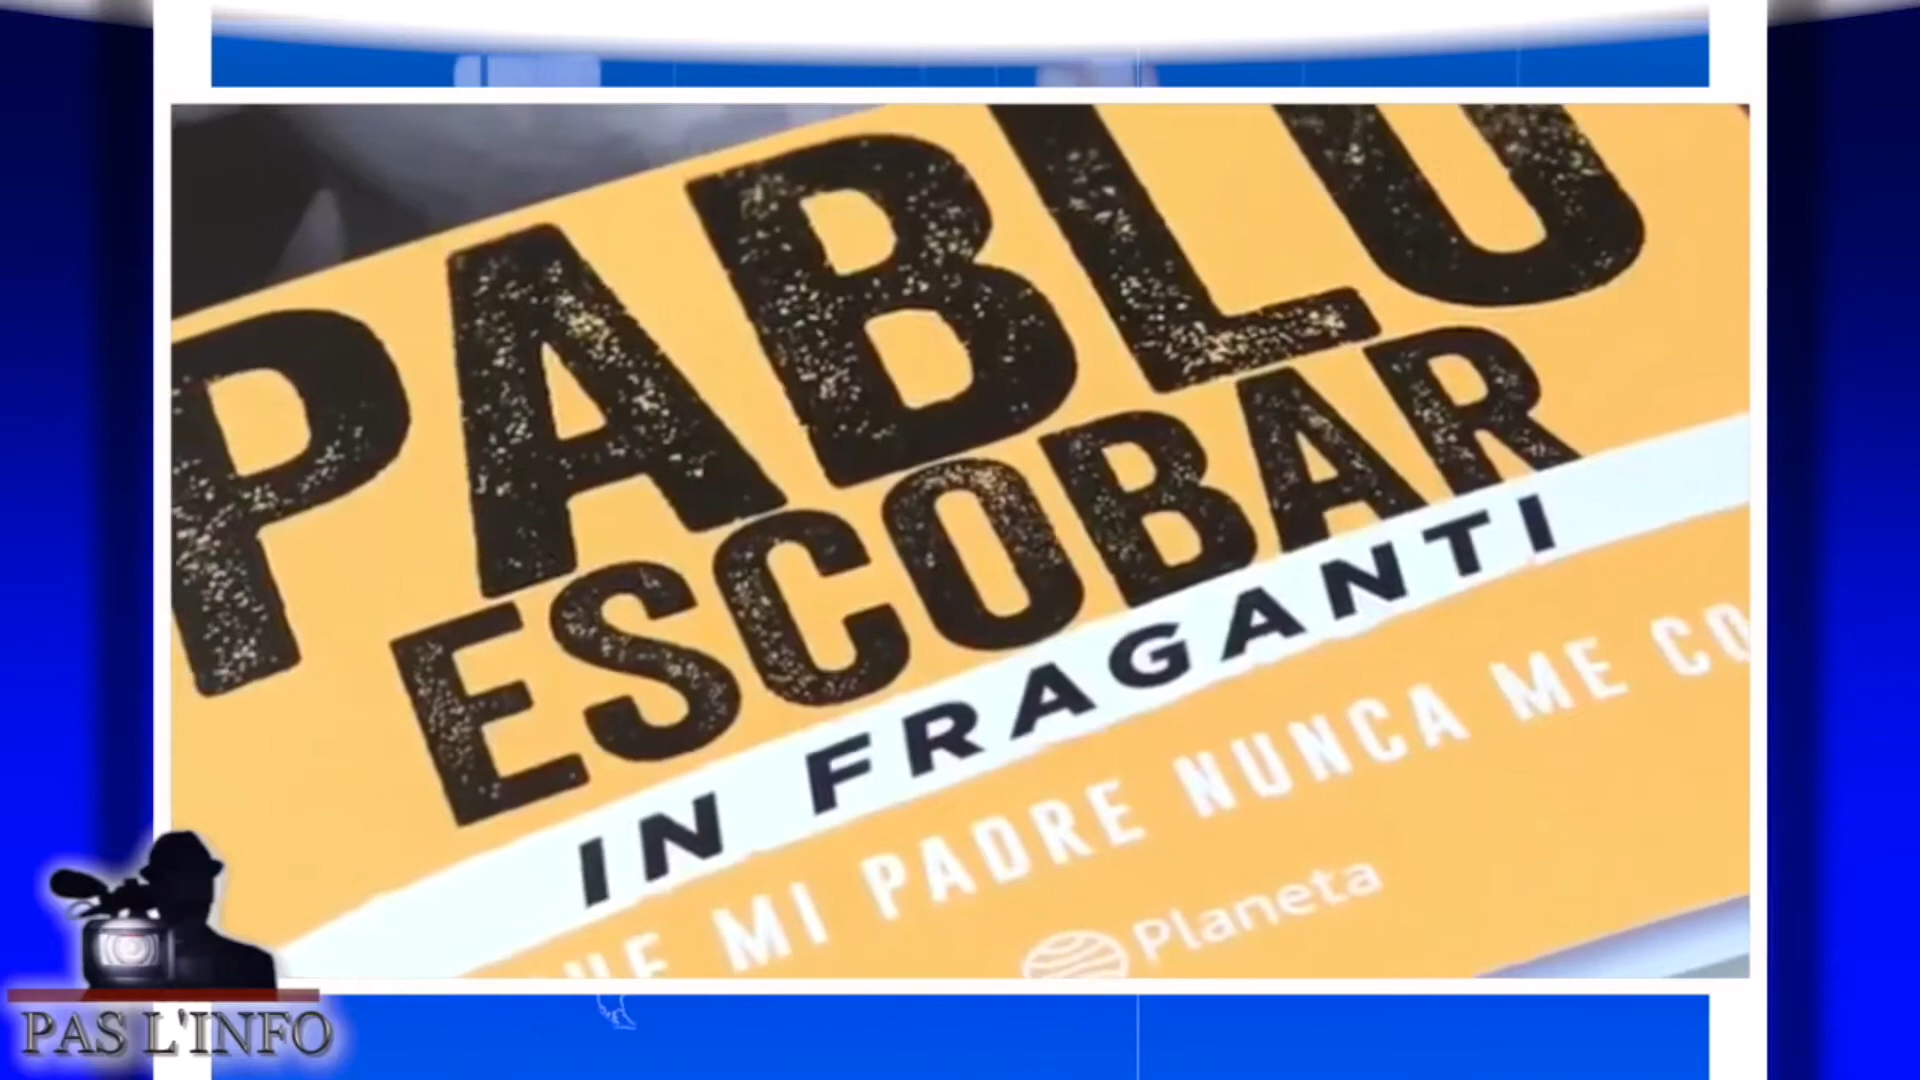 PABLO
ESCOBAR
IN FRAGANTI
MI PADRE NUNCA ME
Planeta
PAS L'INFO